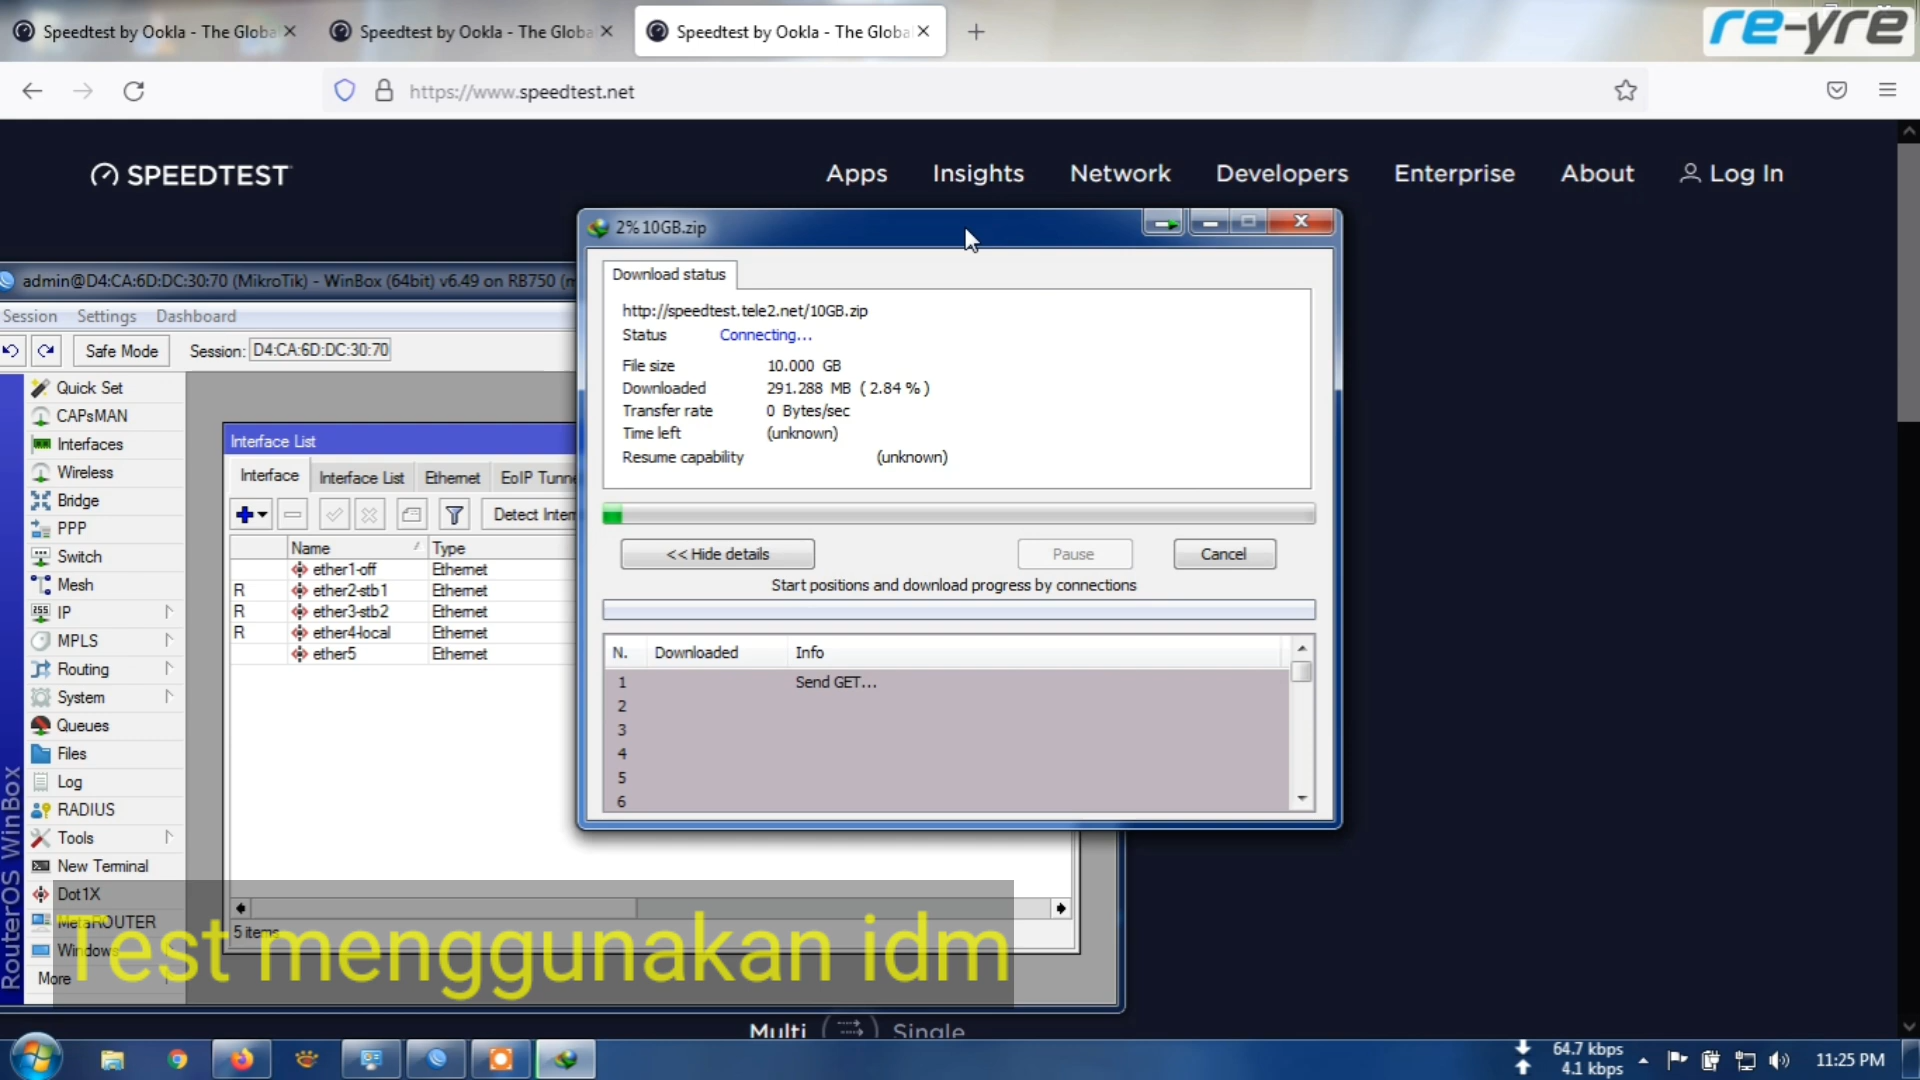 Speedtest by Ookla - The Globa
Speedtest by Ookla - The Globa
Speedtest by Ookla - The Globa
re-yre
https://www.speedtest.net
SPEEDTEST
Apps
Insights
Network
Developers
Enterprise
About
Log In
2% 10GB.zip
Download status
http://speedtest.tele2.net/10GB.zip
Status Connecting...
File size 10.000 GB
Downloaded 291.288 MB ( 2.84 % )
Transfer rate 0 Bytes/sec
Time left (unknown)
Resume capability (unknown)
<< Hide details
Pause
Cancel
Start positions and download progress by connections
N. Downloaded Info
1 Send GET...
2
3
4
5
6
admin@D4:CA:6D:DC:30:70 (MikroTik) - WinBox (64bit) v6.49 on RB750 (m
Session Settings Dashboard
Safe Mode
Session: D4:CA:6D:DC:30:70
Quick Set
CAPsMAN
Interfaces
Wireless
Bridge
PPP
Switch
Mesh
IP
MPLS
Routing
System
Queues
Files
Log
RADIUS
Tools
New Terminal
Dot1X
MetaROUTER
Windows
More
RouterOS WinBox
Interface List
Interface
Interface List
Ethernet
EoIP Tunne
Detect Intern
Name Type
ether1-off Ethernet
R ether2-stb1 Ethernet
R ether3-stb2 Ethernet
R ether4-local Ethernet
ether5 Ethernet
5 items
Test menggunakan idm
Multi
Single
64.7 kbps
4.1 kbps
11:25 PM